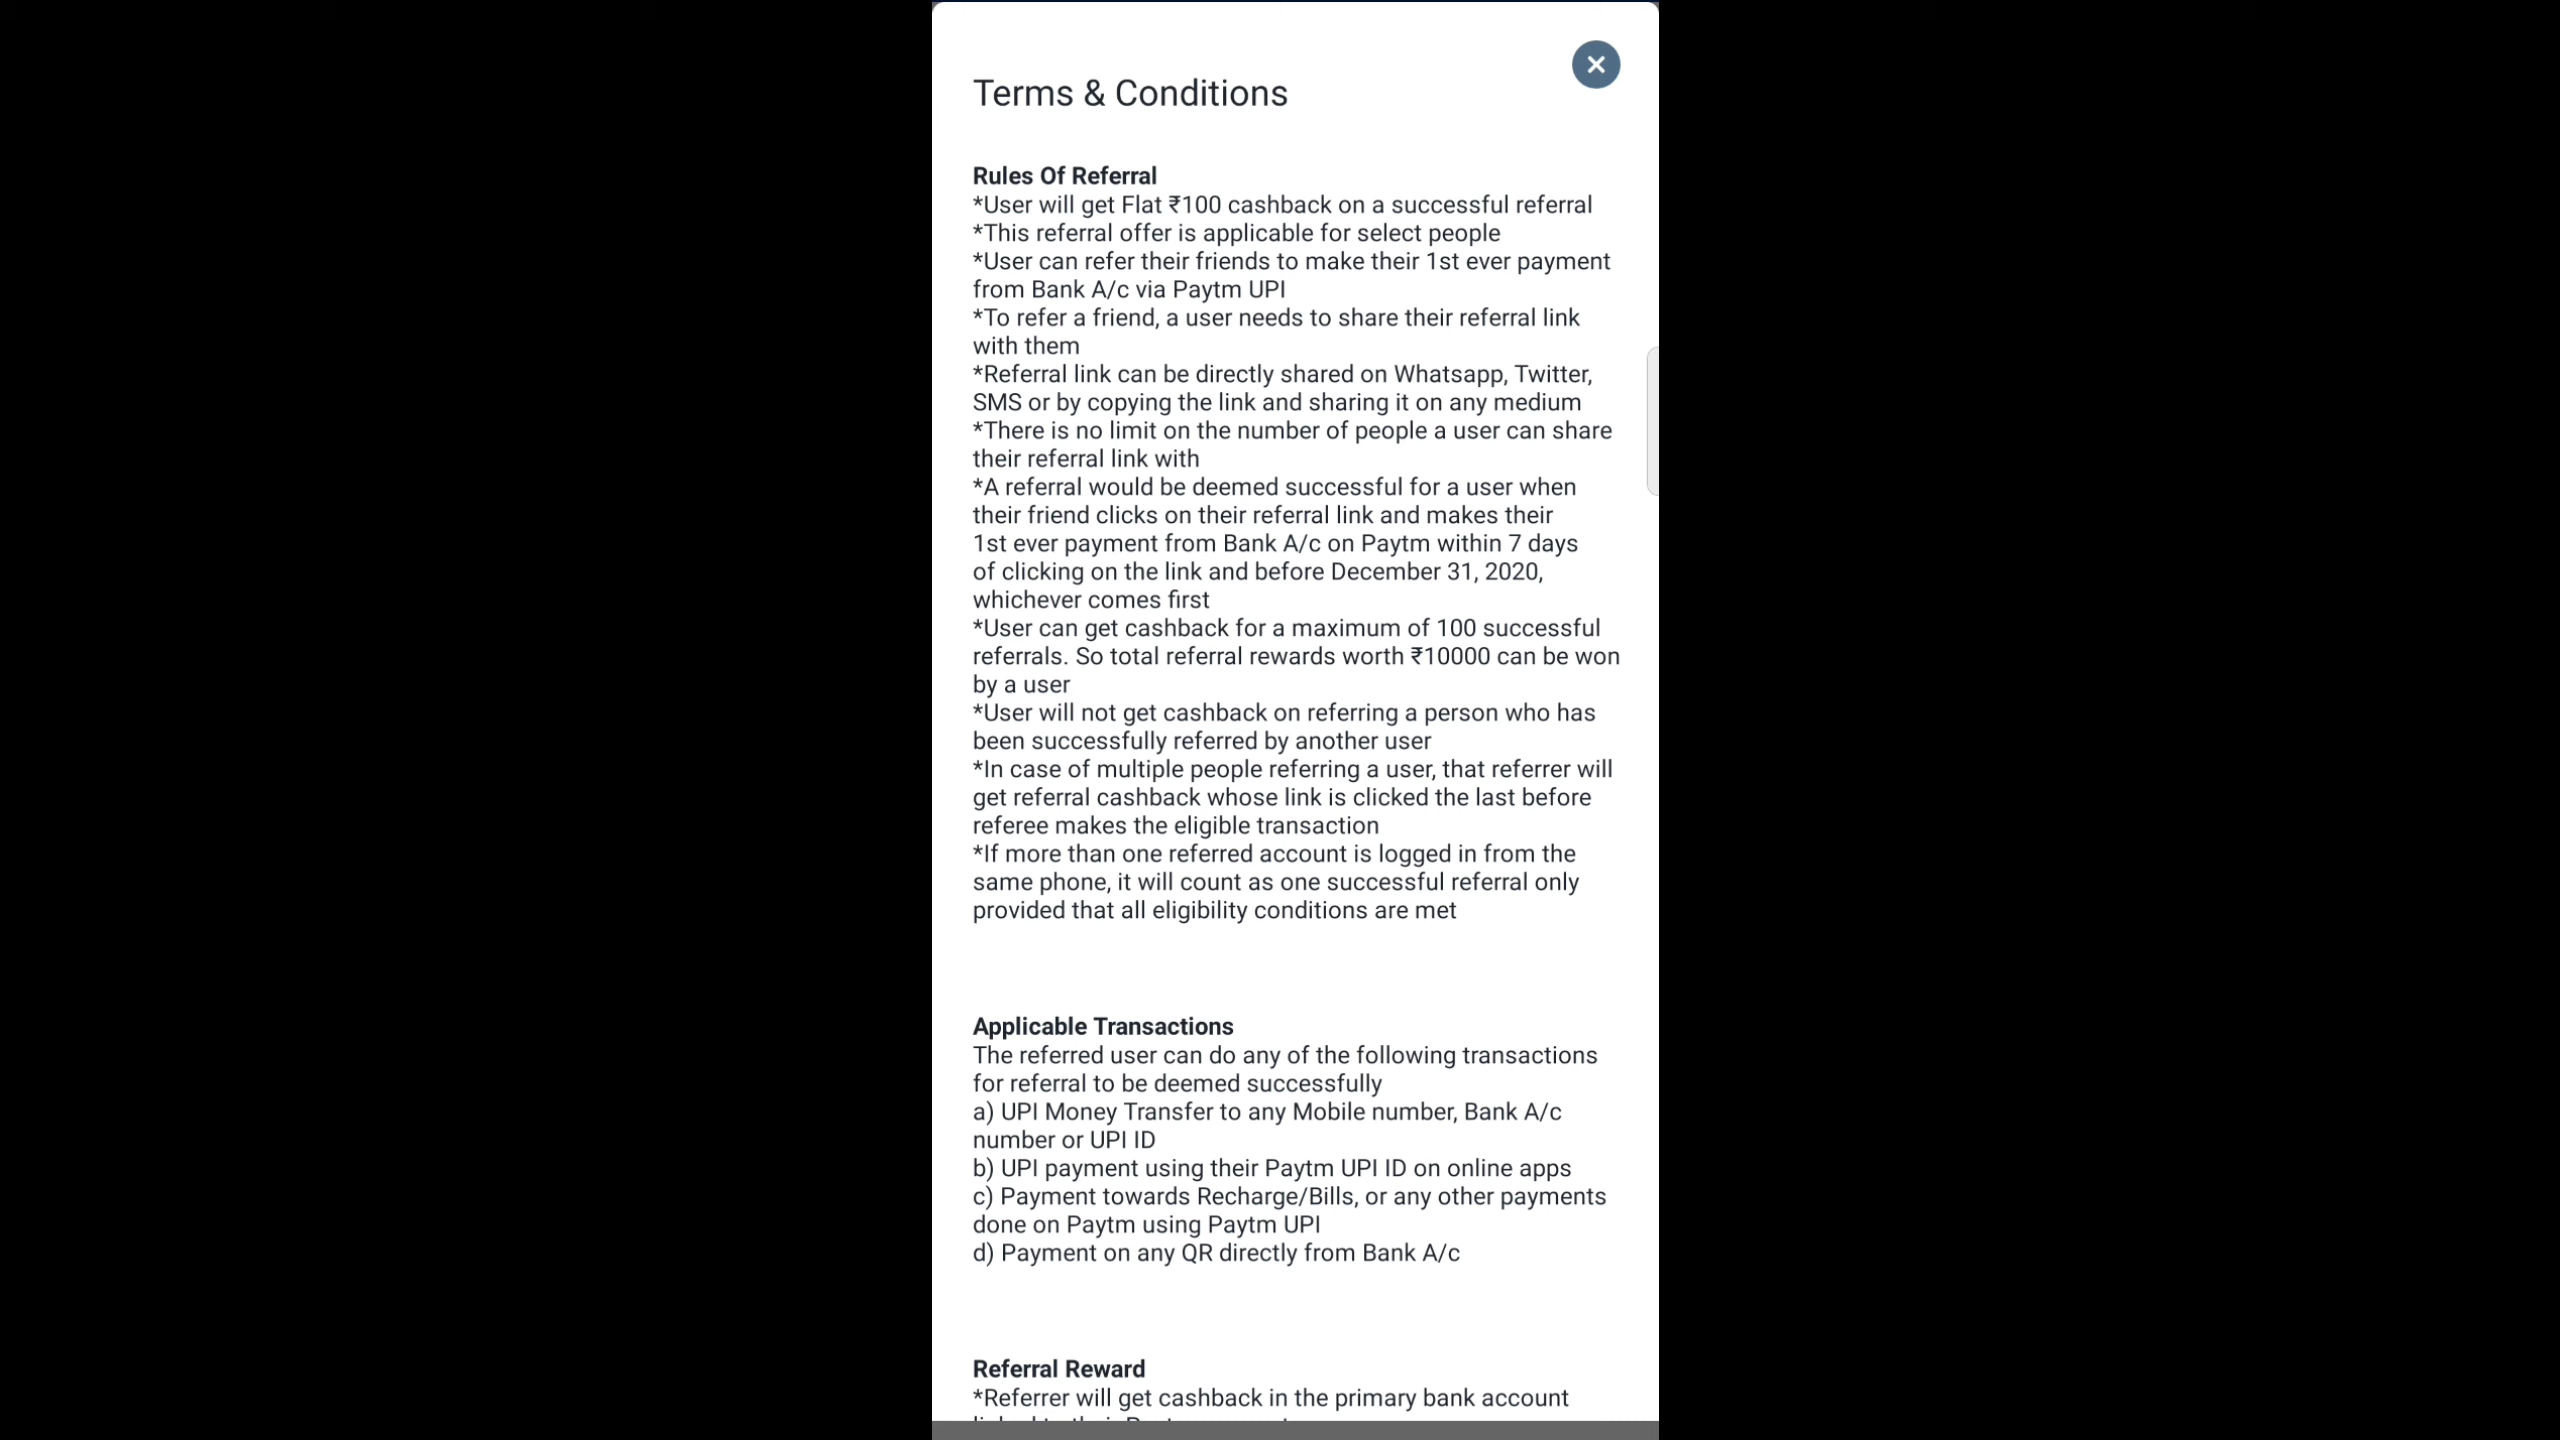 Terms & Conditions
Rules Of Referral
*User will get Flat ₹100 cashback on a successful referral
*This referral offer is applicable for select people
*User can refer their friends to make their 1st ever payment
from Bank A/c via Paytm UPI
*To refer a friend, a user needs to share their referral link
with them
*Referral link can be directly shared on Whatsapp, Twitter,
SMS or by copying the link and sharing it on any medium
*There is no limit on the number of people a user can share
their referral link with
*A referral would be deemed successful for a user when
their friend clicks on their referral link and makes their
1st ever payment from Bank A/c on Paytm within 7 days
of clicking on the link and before December 31, 2020,
whichever comes first
*User can get cashback for a maximum of 100 successful
referrals. So total referral rewards worth ₹10000 can be won
by a user
*User will not get cashback on referring a person who has
been successfully referred by another user
*In case of multiple people referring a user, that referrer will
get referral cashback whose link is clicked the last before
referee makes the eligible transaction
*If more than one referred account is logged in from the
same phone, it will count as one successful referral only
provided that all eligibility conditions are met
Applicable Transactions
The referred user can do any of the following transactions
for referral to be deemed successfully
a) UPI Money Transfer to any Mobile number, Bank A/c
number or UPI ID
b) UPI payment using their Paytm UPI ID on online apps
c) Payment towards Recharge/Bills, or any other payments
done on Paytm using Paytm UPI
d) Payment on any QR directly from Bank A/c
Referral Reward
*Referrer will get cashback in the primary bank account